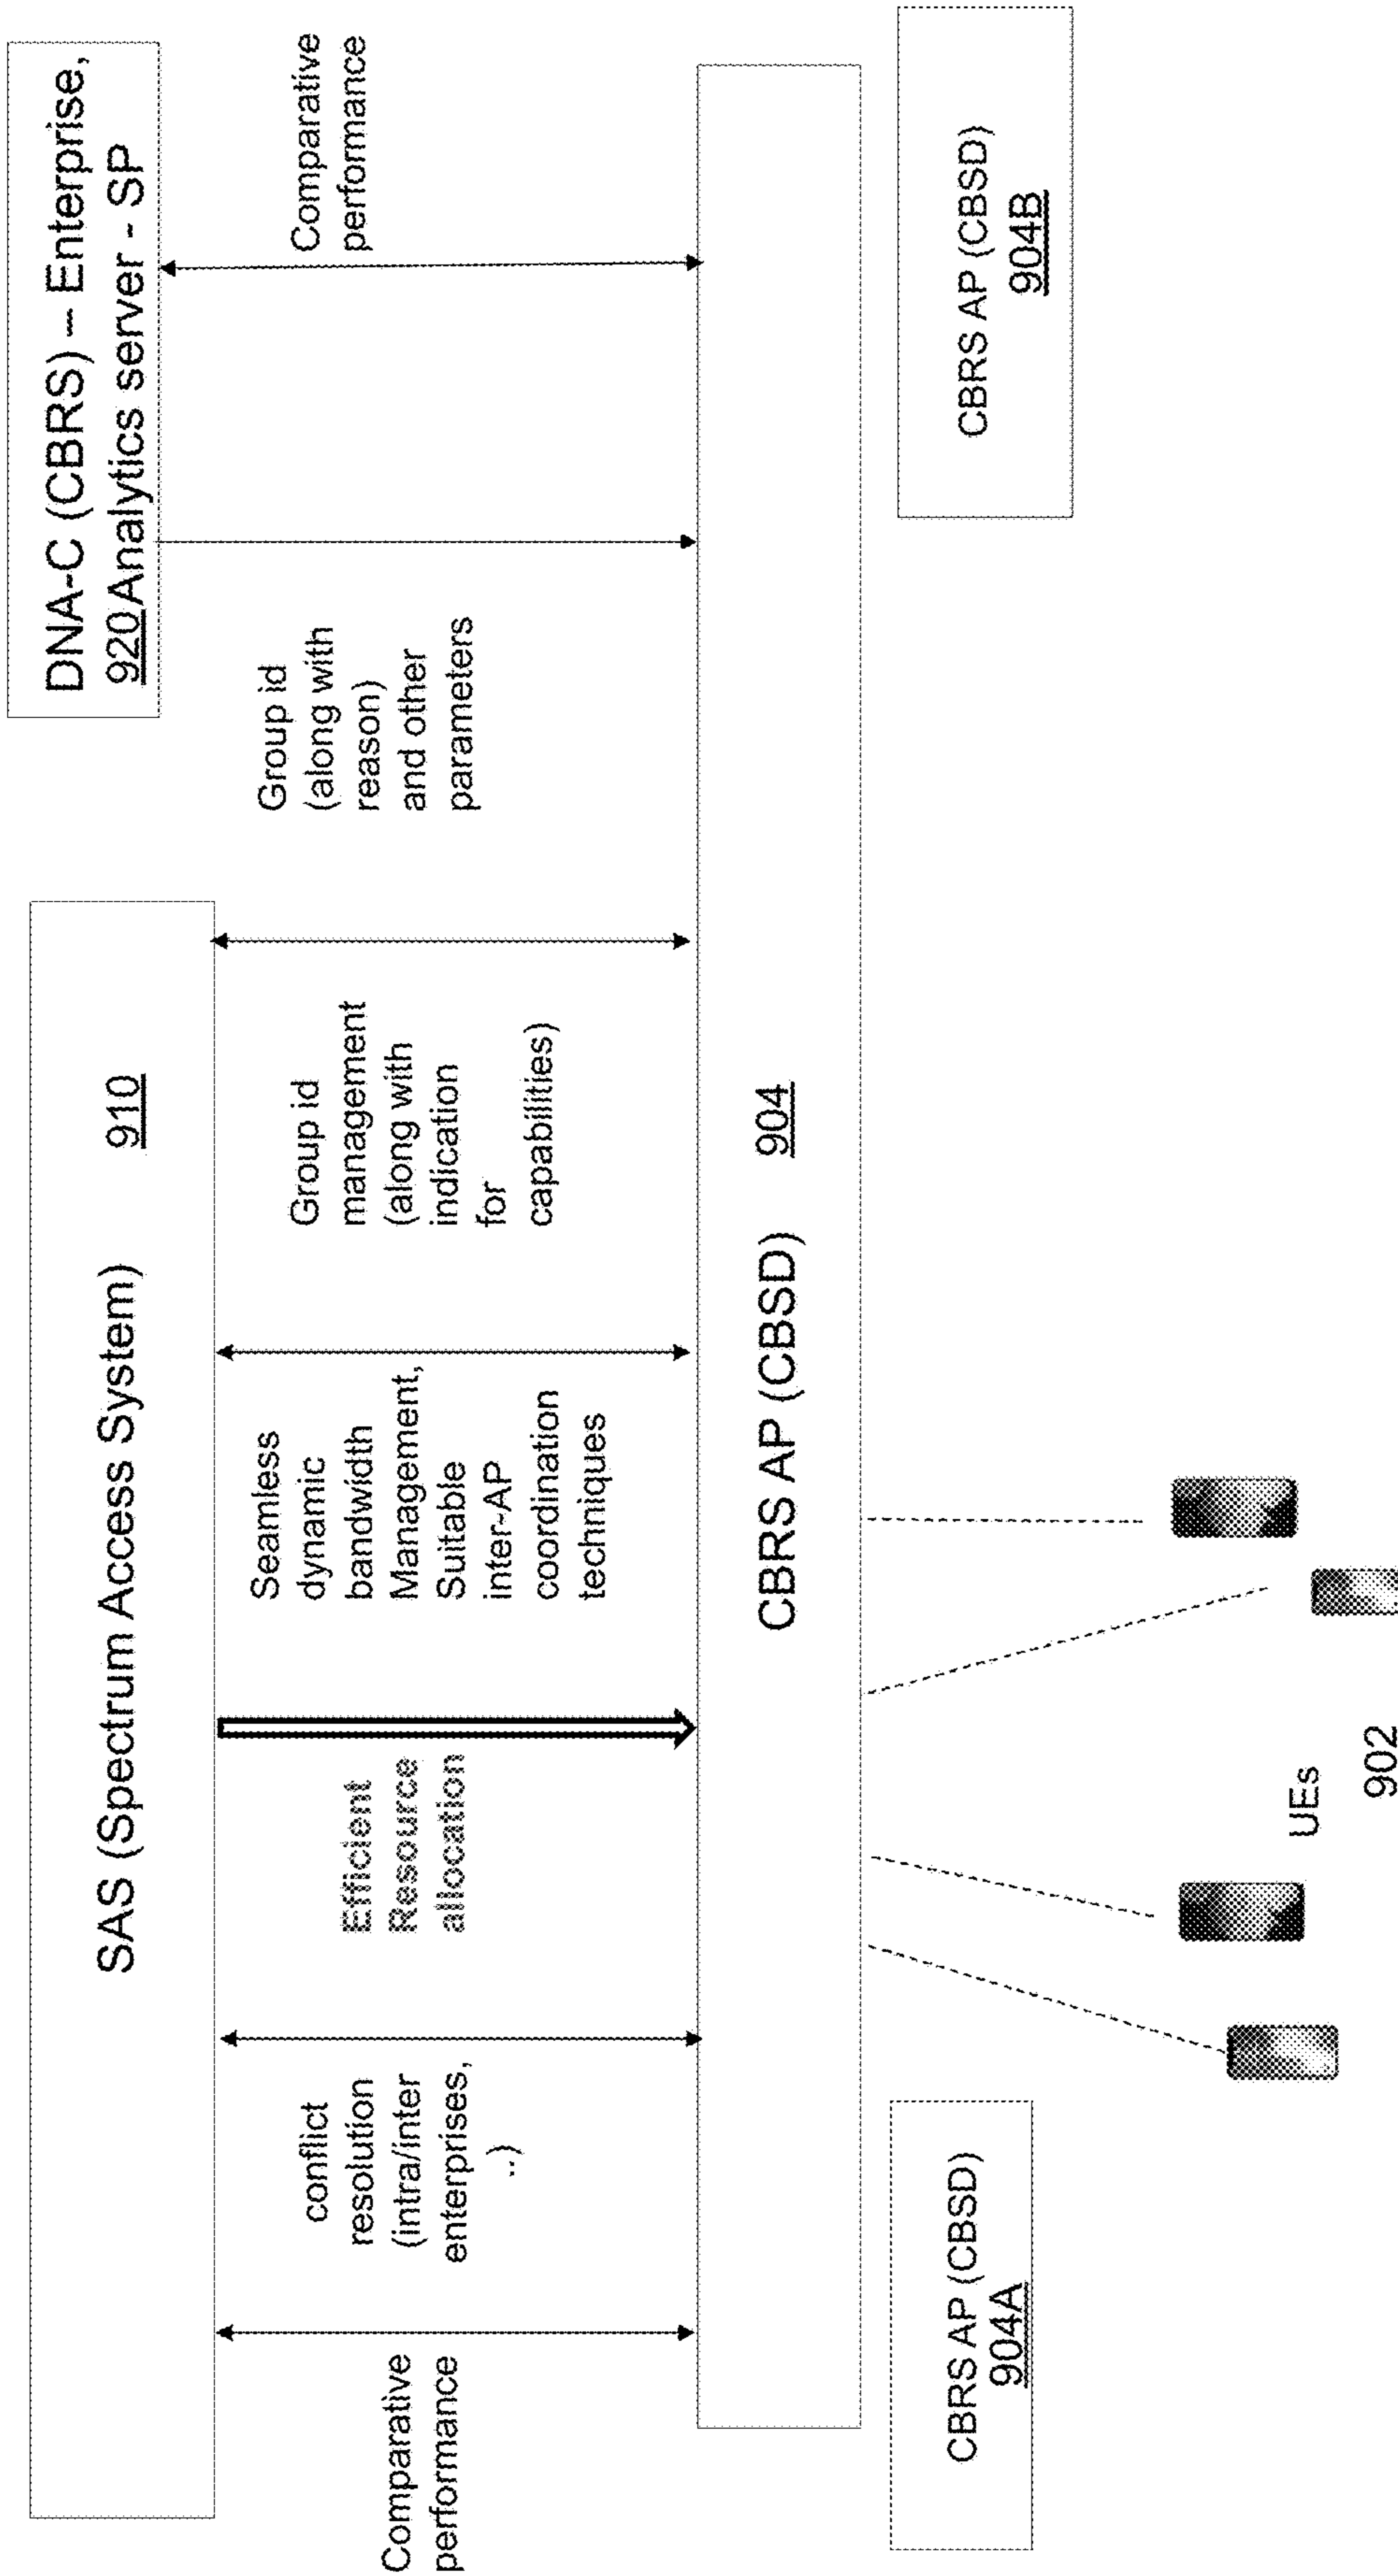 SAS (Spectrum Access System) 910
DNA-C (CBRS) – Enterprise,
920 Analytics server - SP
Comparative
performance
conflict
resolution
(intra/inter
enterprises,
..)
Efficient
Resource
allocation
Seamless
dynamic
bandwidth
Management,
Suitable
inter-AP
coordination
techniques
Group id
management
(along with
indication
for
capabilities)
Group id
(along with
reason)
and other
parameters
Comparative
performance
CBRS AP (CBSD) 904
CBRS AP (CBSD)
904A
UEs
902
CBRS AP (CBSD)
904B